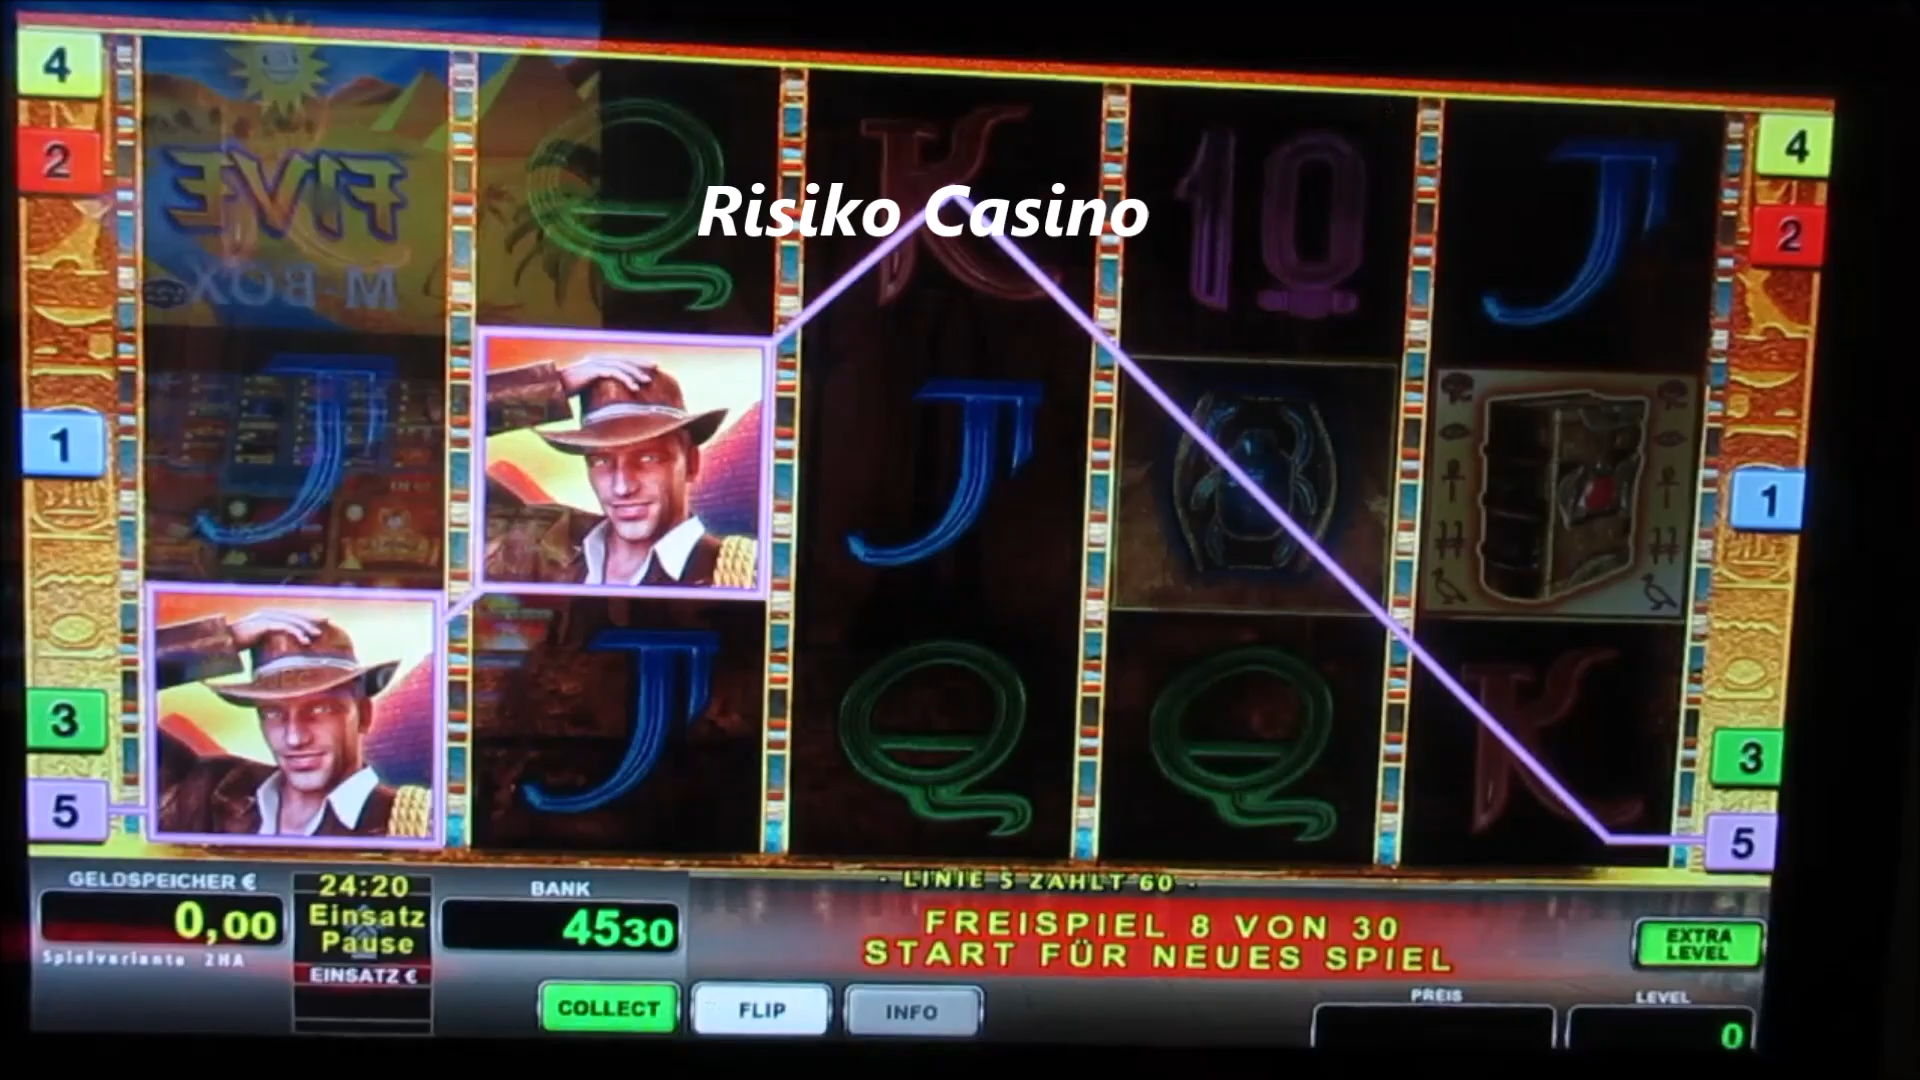 4
4
2
FIVE
M-BOX
Q
K
10
J
2
Risiko Casino
1
J
J
1
3
J
Q
Q
K
3
5
5
GELDSPEICHER €
0,00
Spielvariante 2HA
24:20
Einsatz
Pause
EINSATZ €
BANK
4530
- LINIE 5 ZAHLT 60 -
FREISPIEL 8 VON 30
START FÜR NEUES SPIEL
EXTRA
LEVEL
COLLECT
FLIP
INFO
PREIS
LEVEL
0